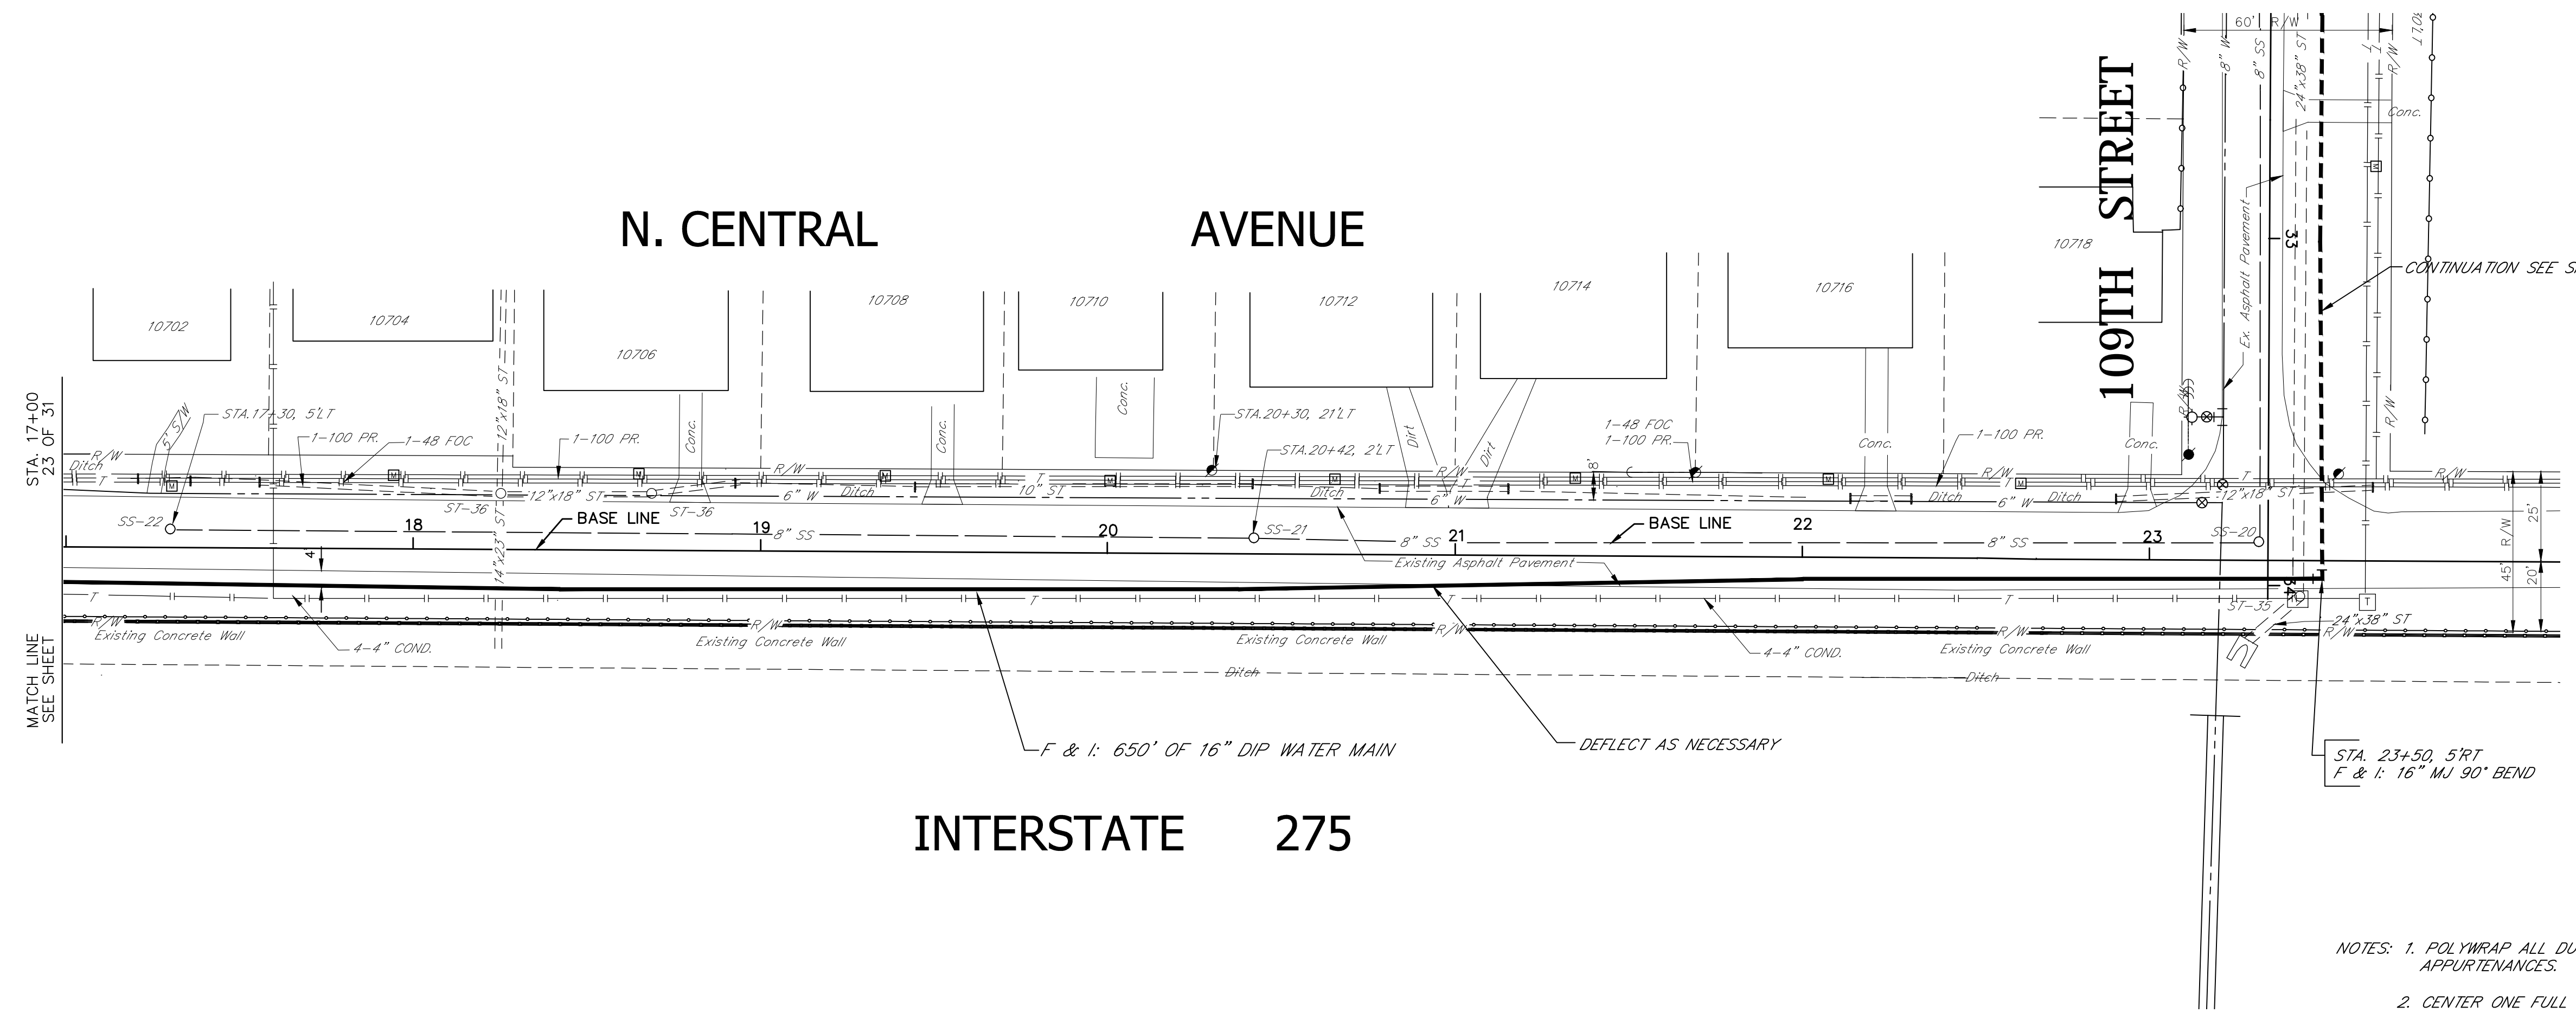 60' R/W
R/W
8" W
8" SS
24"x38" ST
R/W
30'LT
Conc.
109TH STREET
N. CENTRAL AVENUE
10718
33
Ex. Asphalt Pavement
CONTINUATION SEE
10702
10704
10706
10708
10710
10712
10714
10716
STA. 17+00
23 OF 31
MATCH LINE
SEE SHEET
5' S/W
STA.17+30, 5'LT
1-100 PR.
1-48 FOC
12"x18" ST
1-100 PR.
Conc.
Conc.
Conc.
STA.20+30, 21'LT
STA.20+42, 2'LT
Dirt
Dirt
1-48 FOC
1-100 PR.
Conc.
1-100 PR.
Conc.
R/W
R/W
R/W
Ditch
R/W
R/W
R/W
R/W
R/W
T
T
T
T
T
M
M
M
M
M
M
M
M
M
M
8'
12"x18" ST
ST-36
ST-36
6" W
Ditch
10" ST
Ditch
6" W
Ditch
6" W
Ditch
12"x18" ST
SS-22
18
BASE LINE
19
8" SS
20
SS-21
8" SS
21
BASE LINE
22
8" SS
23
SS-20
14"x23" ST
4'
Existing Asphalt Pavement
45' R/W
25'
20'
T
T
T
T
34
ST-35
T
24"x38" ST
R/W
R/W
R/W
R/W
R/W
Existing Concrete Wall
Existing Concrete Wall
Existing Concrete Wall
Existing Concrete Wall
4-4" COND.
4-4" COND.
Ditch
Ditch
F & I: 650' OF 16" DIP WATER MAIN
DEFLECT AS NECESSARY
STA. 23+50, 5'RT
F & I: 16" MJ 90° BEND
INTERSTATE 275
NOTES: 1. POLYWRAP ALL
APPURTENANCES.
2. CENTER ONE FULL